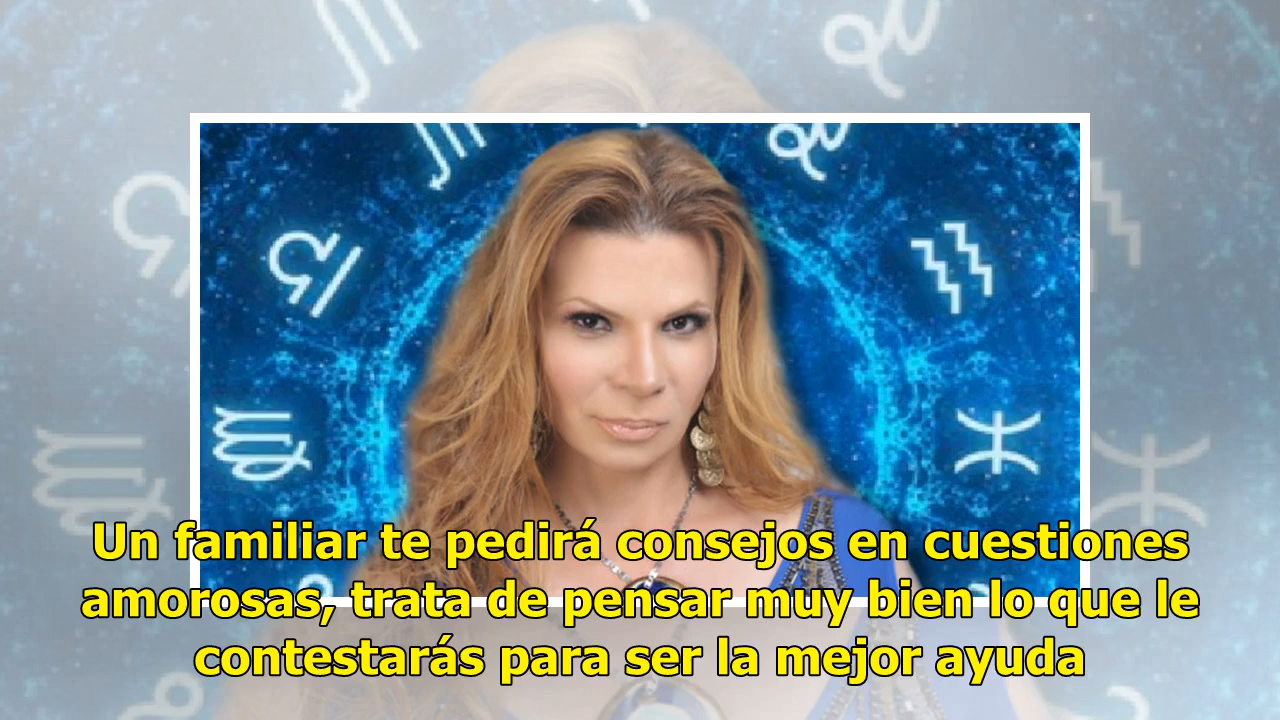 Un familiar te pedirá consejos en cuestiones
amorosas, trata de pensar muy bien lo que le
contestarás para ser la mejor ayuda